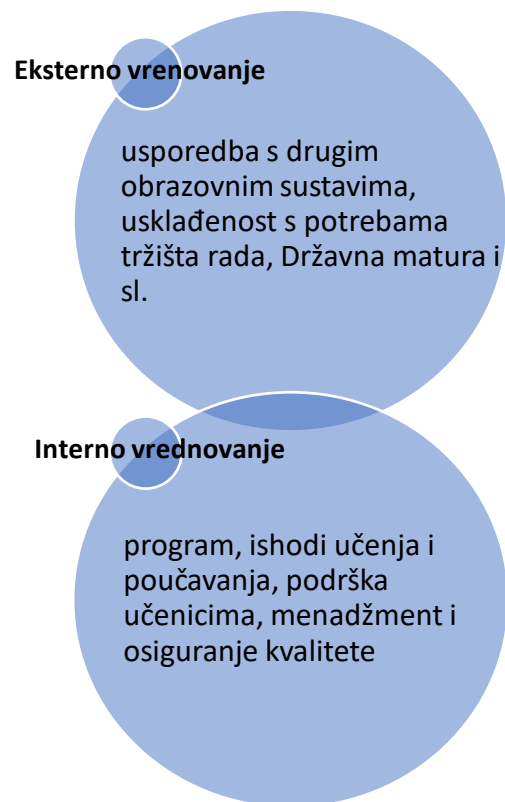 Eksterno vrenovanje
usporedba s drugim
obrazovnim sustavima,
usklađenost s potrebama
tržišta rada, Državna matura i
sl.
Interno vrednovanje
program, ishodi učenja i
poučavanja, podrška
učenicima, menadžment i
osiguranje kvalitete